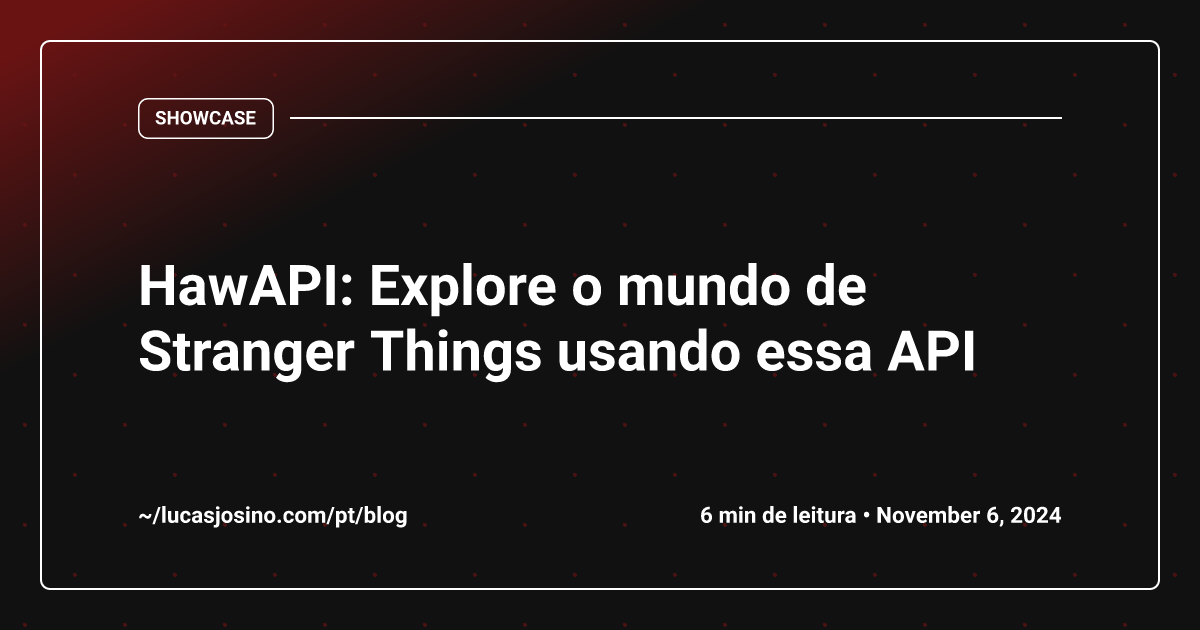 SHOWCASE
HawAPI: Explore o mundo de
Stranger Things usando essa API
~/lucasjosino.com/pt/blog
6 min de leitura • November 6, 2024